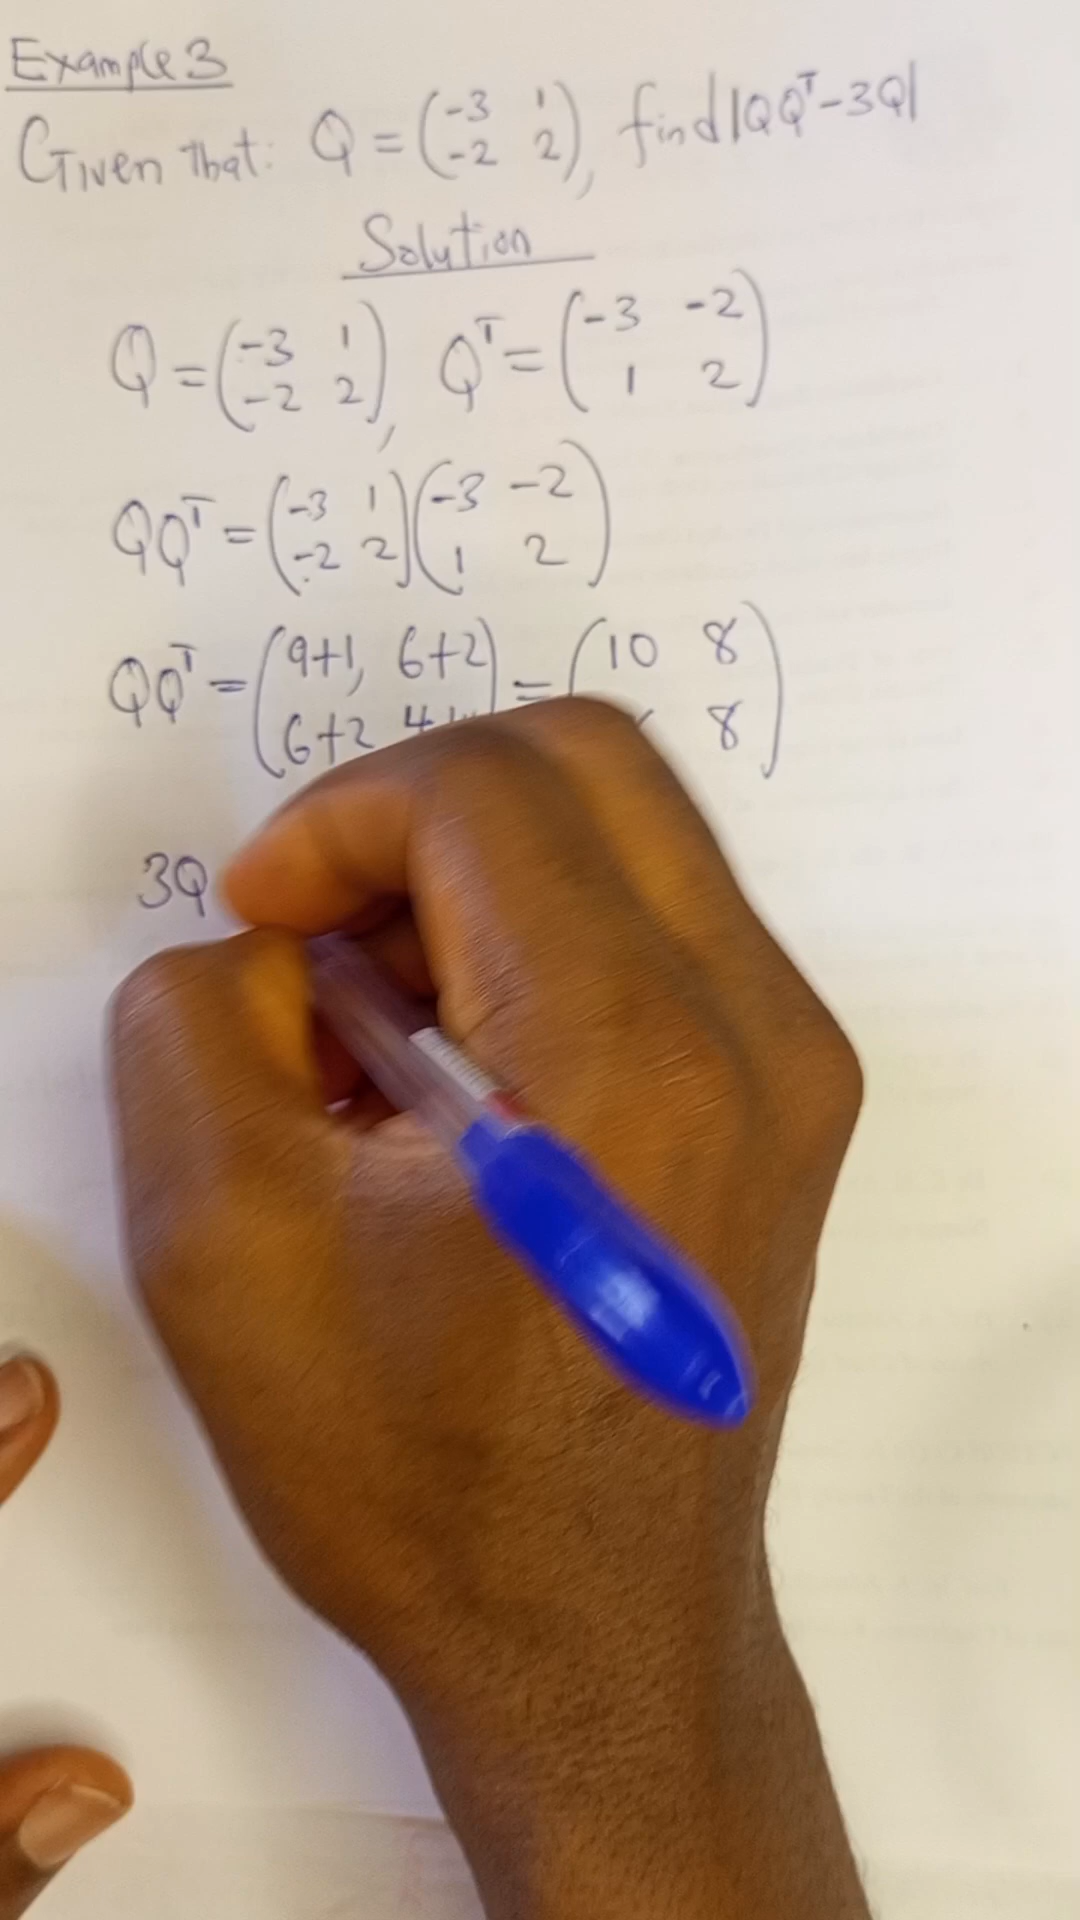 Example 3
Given that: Q = (-3 1
-2 2), find |QQᵀ-3Q|
Solution
Q = (-3 1
-2 2), Qᵀ = (-3 -2
1 2)
QQᵀ = (-3 1
-2 2)(-3 -2
1 2)
QQᵀ = (9+1, 6+2
6+2 4+) = (10 8
8)
3Q